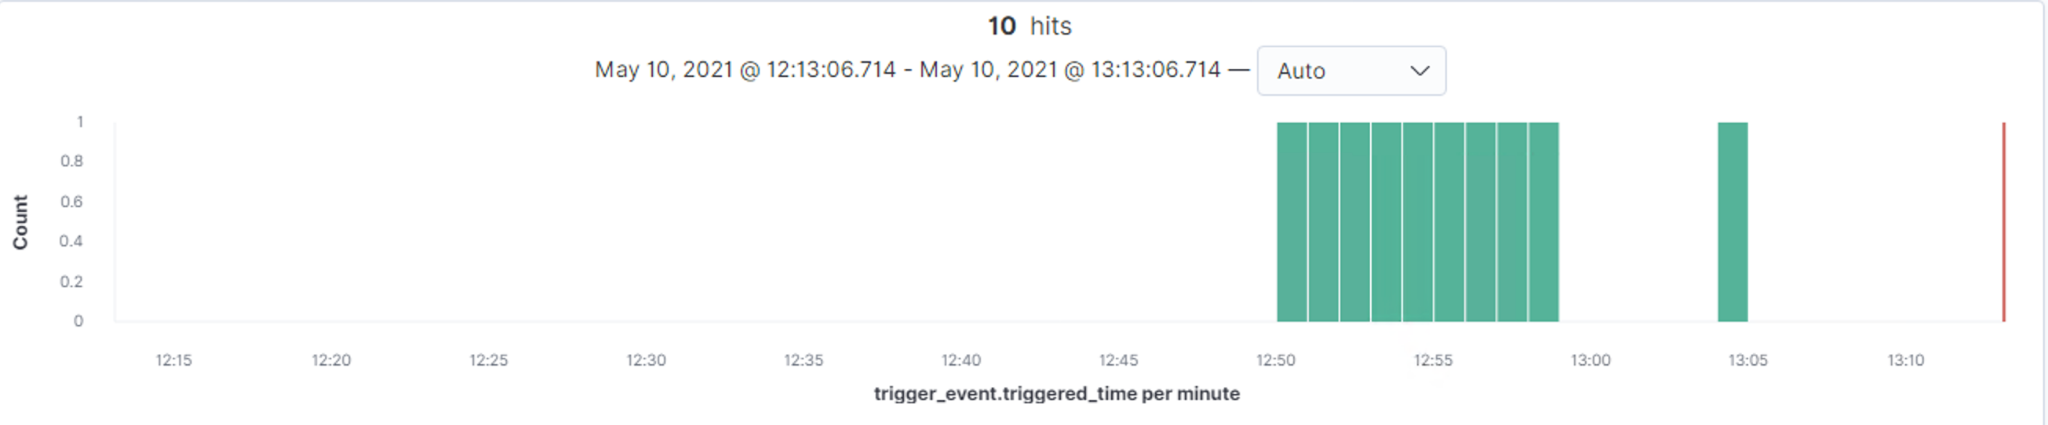 10 hits
May 10, 2021 @ 12:13:06.714 - May 10, 2021 @ 13:13:06.714 — Auto
1
0.8
0.6
0.4
0.2
0
Count
12:15 12:20 12:25 12:30 12:35 12:40 12:45 12:50 12:55 13:00 13:05 13:10
trigger_event.triggered_time per minute